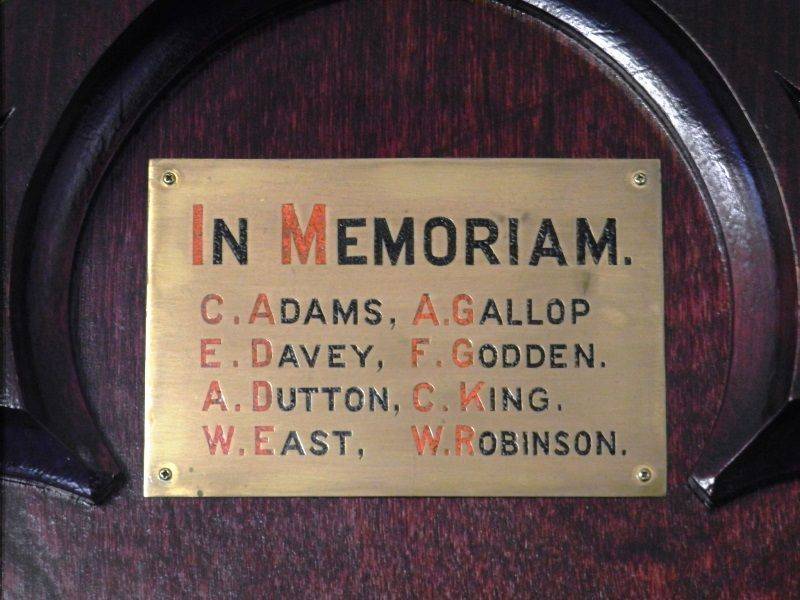 IN MEMORIAM.
C. ADAMS, A. GALLOP
E. DAVEY, F. GODDEN.
A. DUTTON, C. KING.
W. EAST, W. ROBINSON.